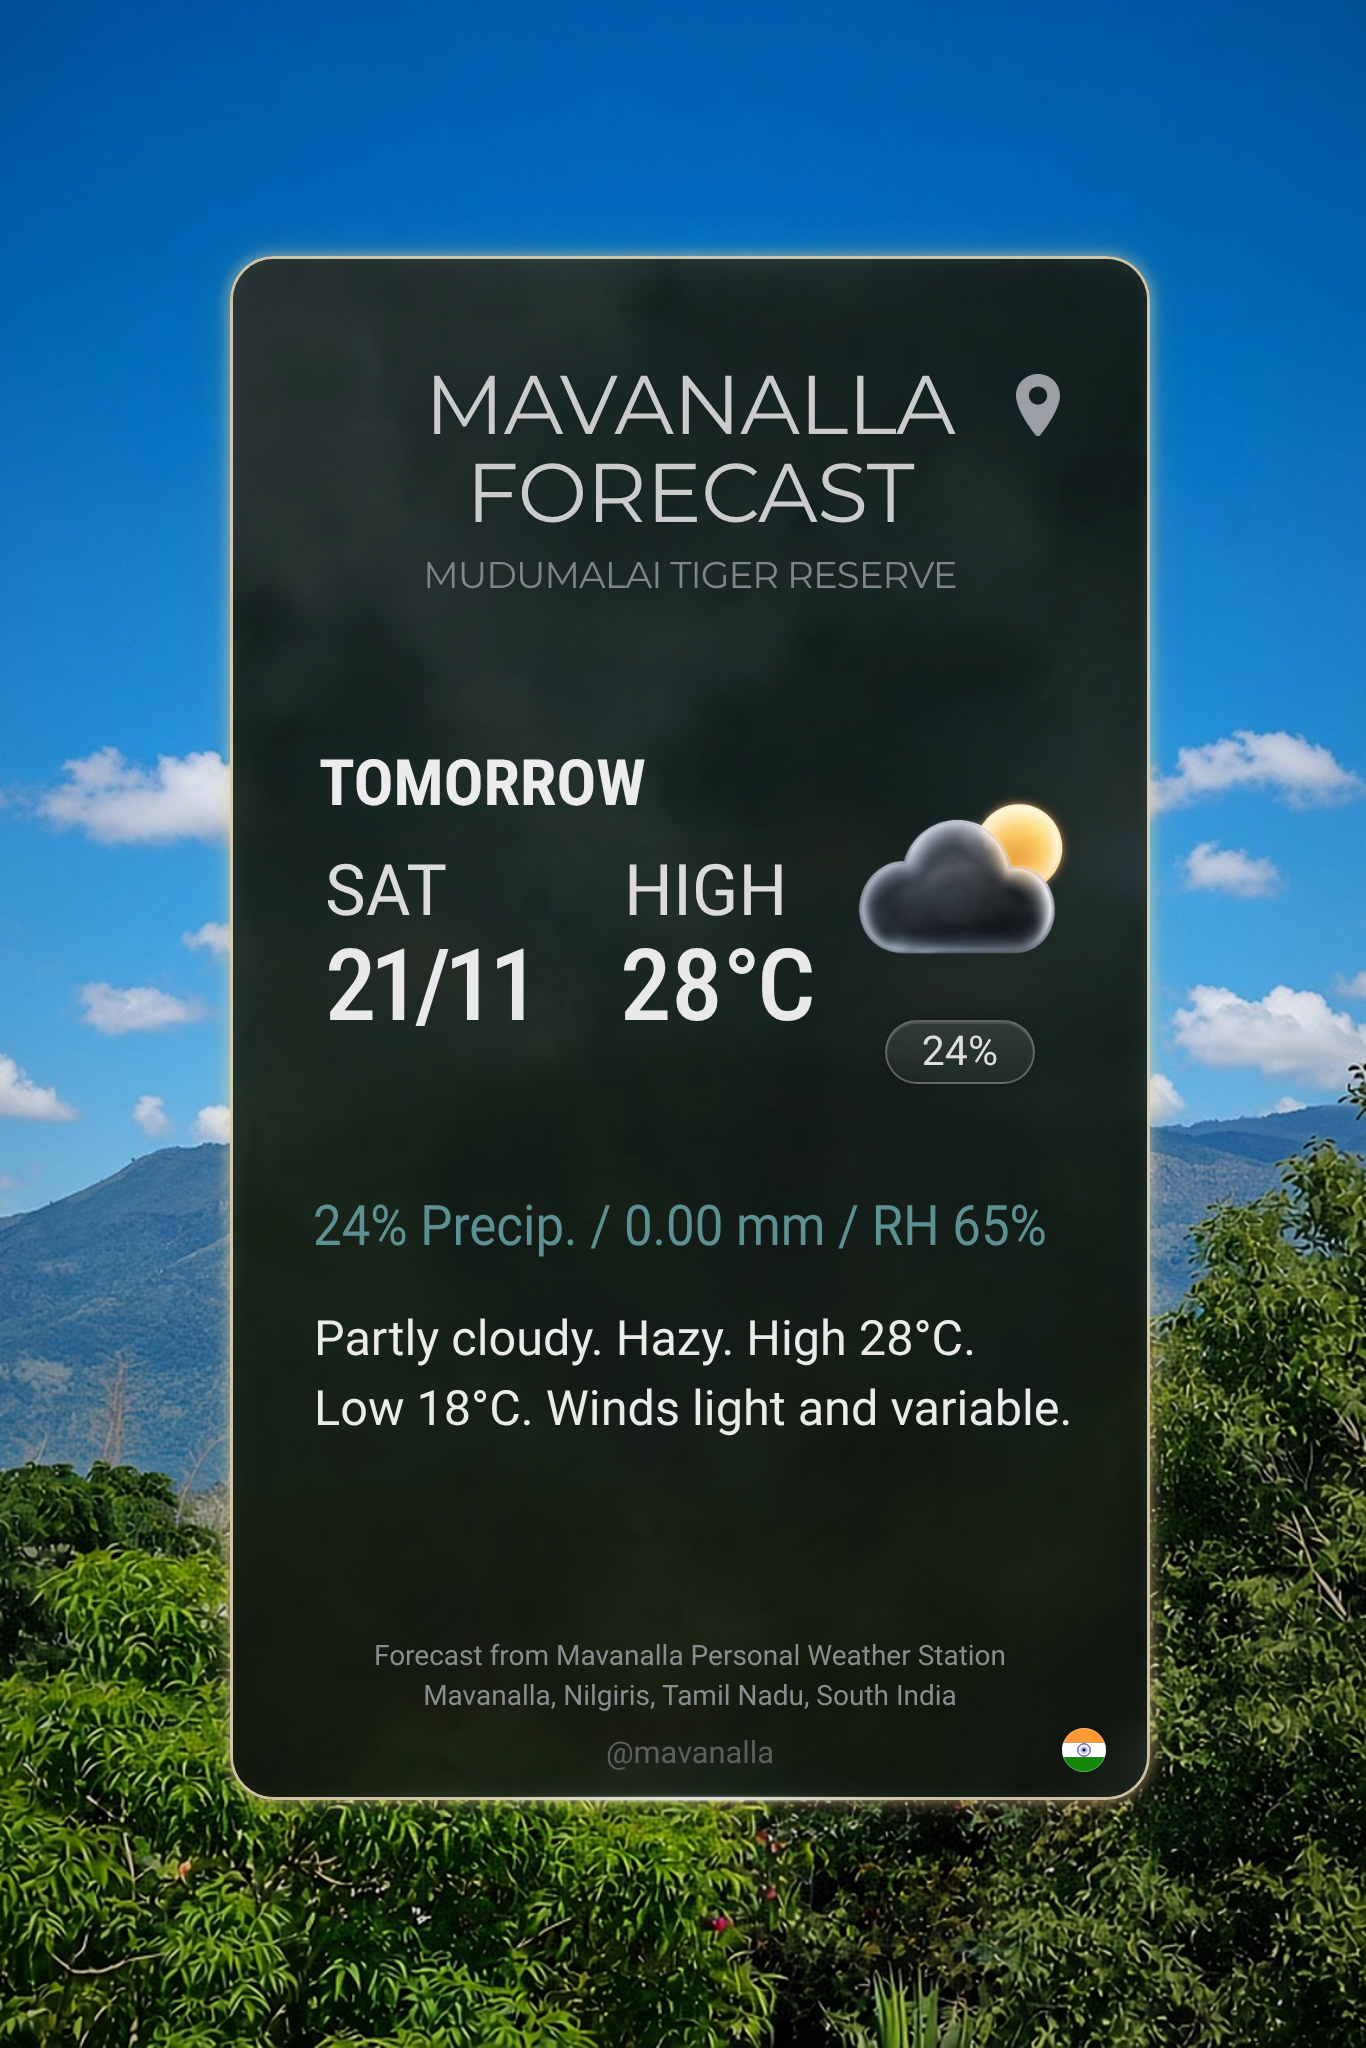 MAVANALLA
FORECAST
MUDUMALAI TIGER RESERVE
TOMORROW
SAT
21/11
HIGH
28°C
24%
24% Precip. / 0.00 mm / RH 65%
Partly cloudy. Hazy. High 28°C.
Low 18°C. Winds light and variable.
Forecast from Mavanalla Personal Weather Station
Mavanalla, Nilgiris, Tamil Nadu, South India
@mavanalla